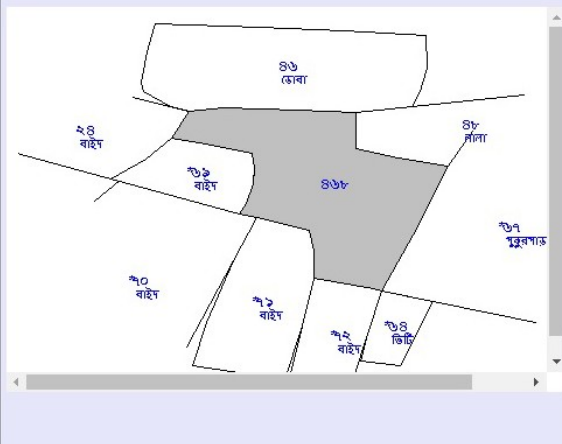 ৪৬
ডোবা
৪৮
নালা
২৪
বাইদ
*৬৯
বাইদ
৪৬৮
*৬৭
পুকুরপাড়
*৭০
বাইদ
*৭১
বাইদ
*৭২
বাইদ
*৬৪
ভিটি